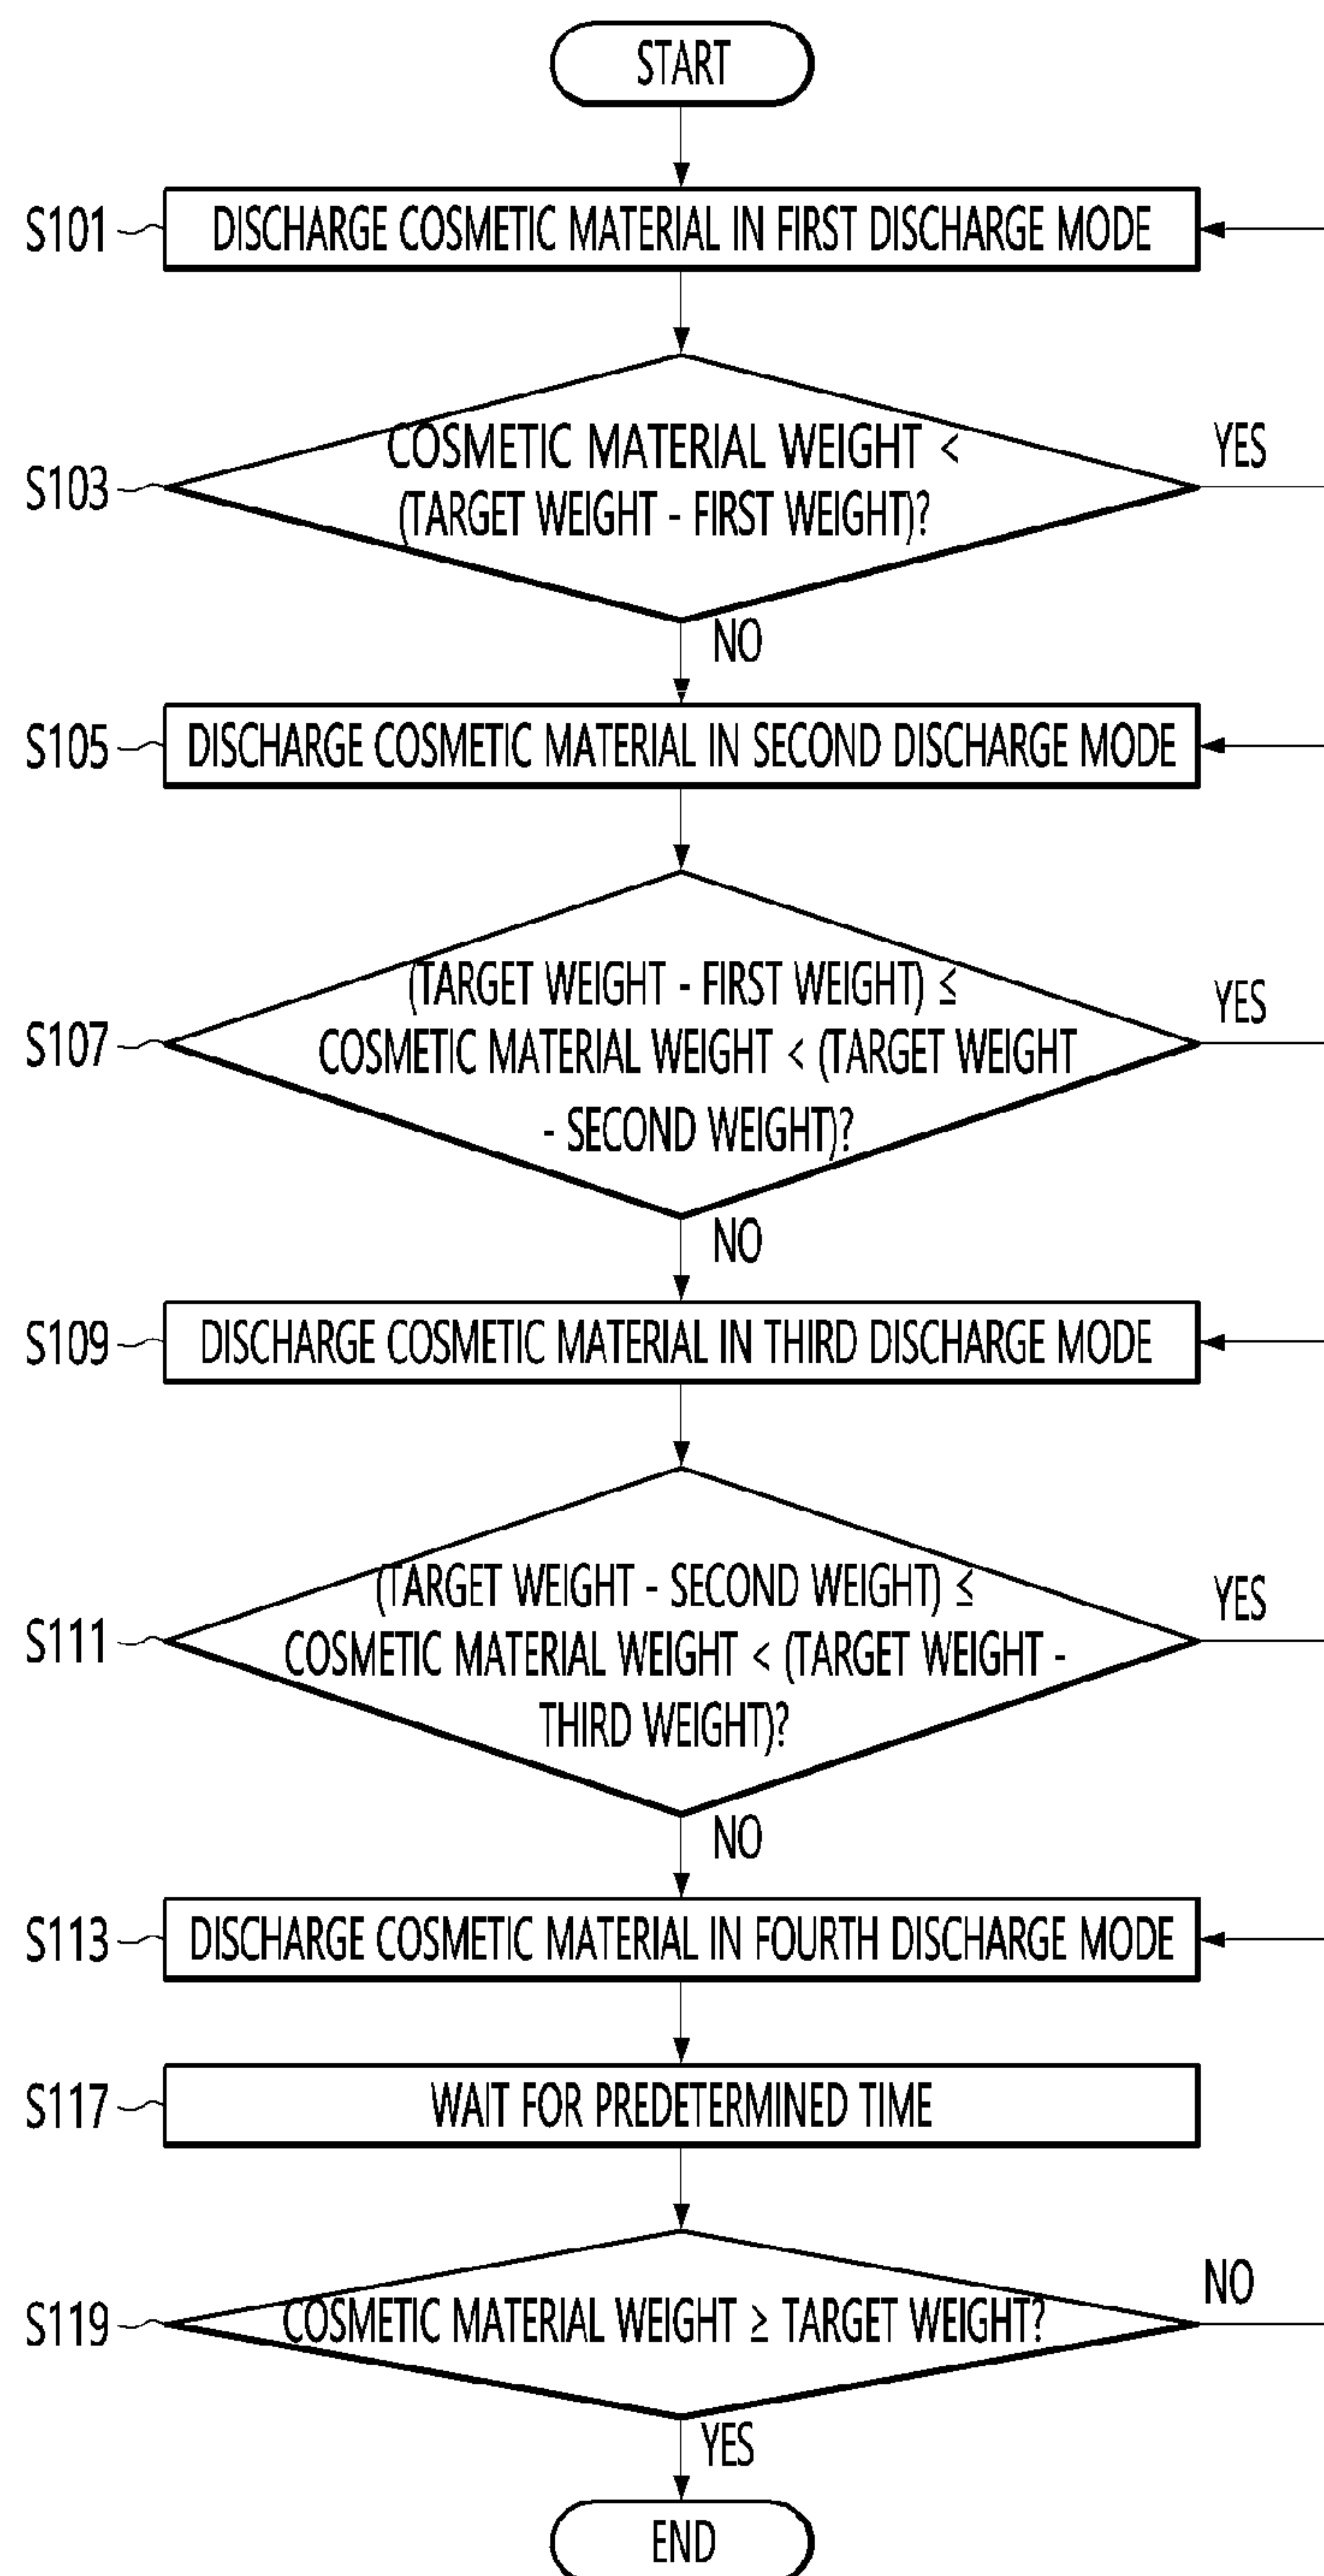 START
S101
DISCHARGE COSMETIC MATERIAL IN FIRST DISCHARGE MODE
S103
COSMETIC MATERIAL WEIGHT <
(TARGET WEIGHT - FIRST WEIGHT)?
YES
NO
S105
DISCHARGE COSMETIC MATERIAL IN SECOND DISCHARGE MODE
S107
(TARGET WEIGHT - FIRST WEIGHT) ≤
COSMETIC MATERIAL WEIGHT < (TARGET WEIGHT
- SECOND WEIGHT)?
YES
NO
S109
DISCHARGE COSMETIC MATERIAL IN THIRD DISCHARGE MODE
S111
(TARGET WEIGHT - SECOND WEIGHT) ≤
COSMETIC MATERIAL WEIGHT < (TARGET WEIGHT -
THIRD WEIGHT)?
YES
NO
S113
DISCHARGE COSMETIC MATERIAL IN FOURTH DISCHARGE MODE
S117
WAIT FOR PREDETERMINED TIME
S119
COSMETIC MATERIAL WEIGHT ≥ TARGET WEIGHT?
NO
YES
END